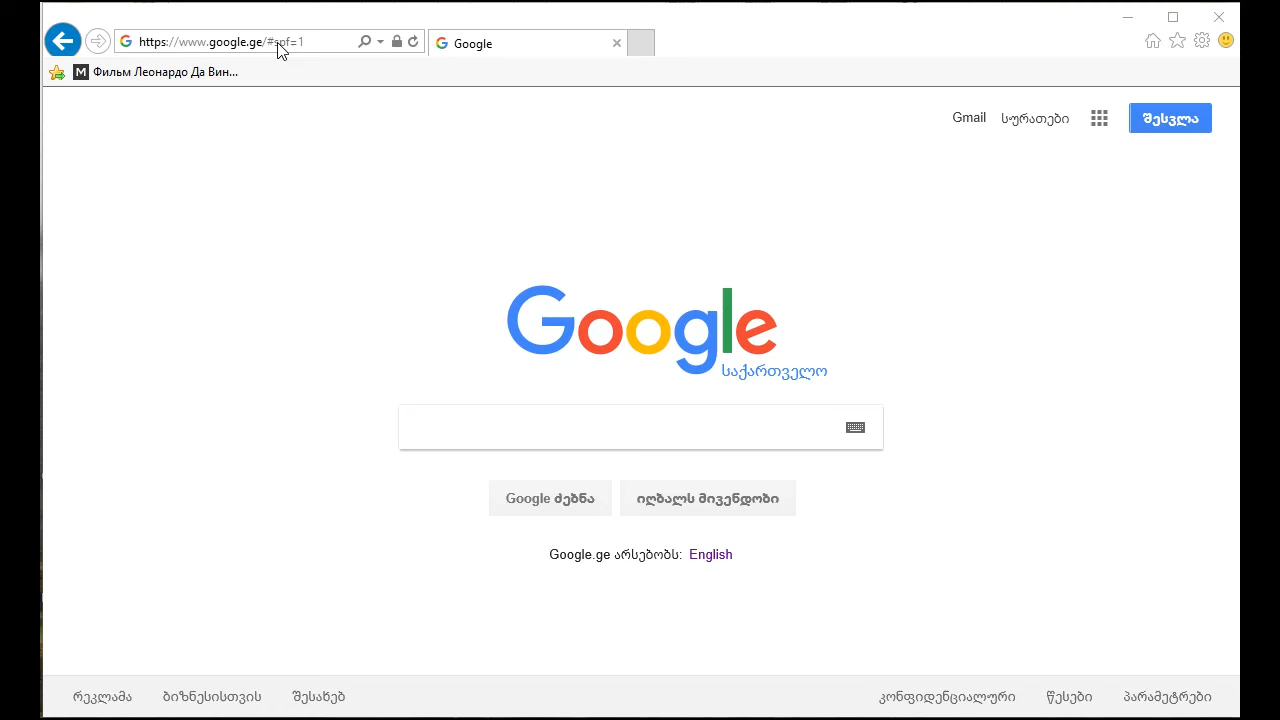 https://www.google.ge/#spf=1
Google
M Фильм Леонардо Да Вин...
Gmail სურათები შესვლა
Google
საქართველო
Google ძებნა იღბალს მივენდობი
Google.ge არსებობს: English
რეკლამა ბიზნესისთვის შესახებ კონფიდენციალური წესები პარამეტრები